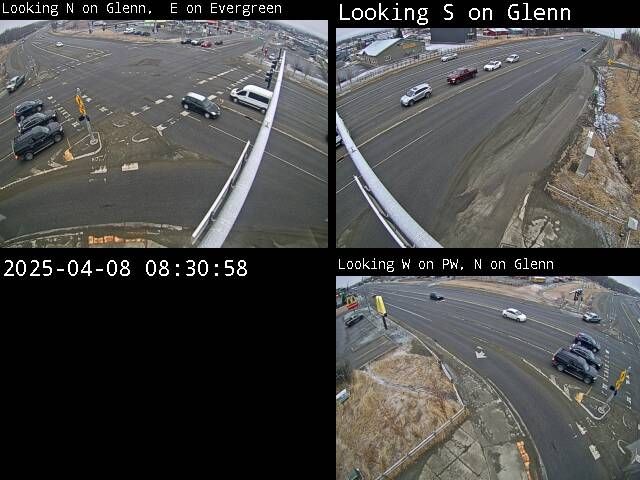 Looking N on Glenn, E on Evergreen
Looking S on Glenn
2025-04-08 08:30:58
Looking W on PW, N on Glenn